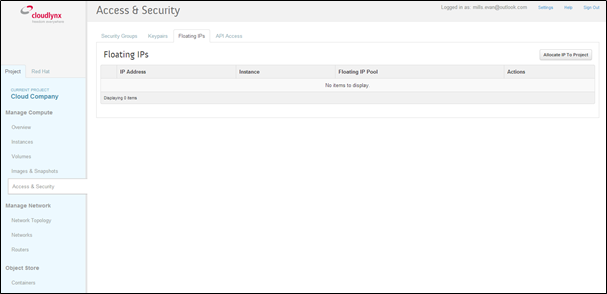 cloudlynx
Access & Security
Logged in as: mills.evan@outlook.com
Settings
Help
Sign Out
Security Groups
Keypairs
Floating IPs
API Access
Floating IPs
Allocate IP To Project
IP Address
Instance
Floating IP Pool
Actions
No items to display.
Displaying 0 items
Project
Red Hat
CURRENT PROJECT
Cloud Company
Manage Compute
Overview
Instances
Volumes
Images & Snapshots
Access & Security
Manage Network
Network Topology
Networks
Routers
Object Store
Containers